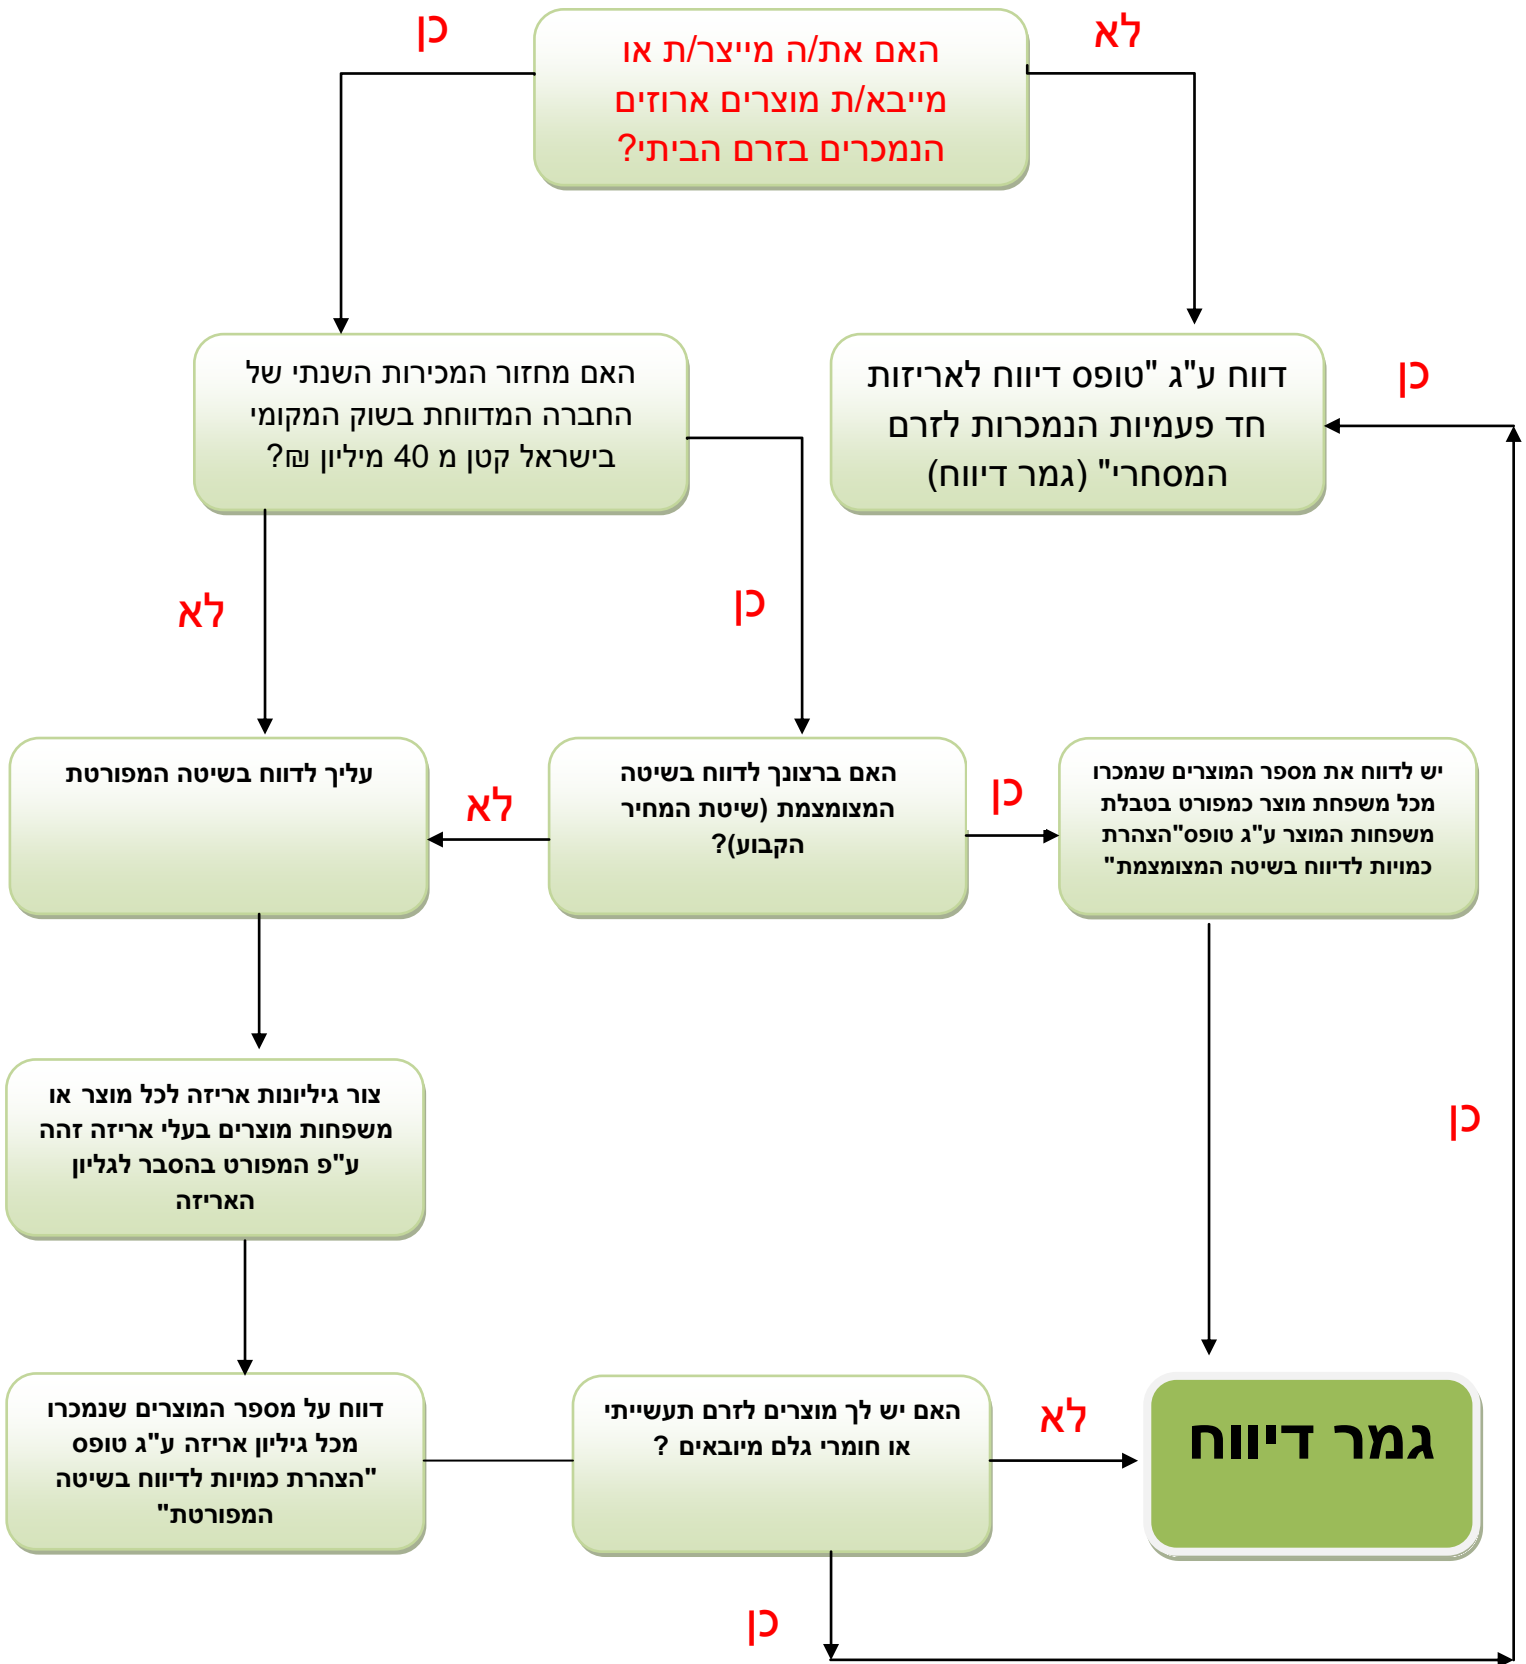 כן
לא
האם את/ה מייצר/ת או
מייבא/ת מוצרים ארוזים
הנמכרים בזרם הביתי?
האם מחזור המכירות השנתי של
החברה המדווחת בשוק המקומי
בישראל קטן מ 40 מיליון ₪?
דווח ע"ג "טופס דיווח לאריזות
חד פעמיות הנמכרות לזרם
המסחרי" (גמר דיווח)
כן
לא
כן
עליך לדווח בשיטה המפורטת
לא
האם ברצונך לדווח בשיטה
המצומצמת (שיטת המחיר
הקבוע)?
כן
יש לדווח את מספר המוצרים שנמכרו
מכל משפחת מוצר כמפורט בטבלת
משפחות המוצר ע"ג טופס"הצהרת
כמויות לדיווח בשיטה המצומצמת"
צור גיליונות אריזה לכל מוצר או
משפחות מוצרים בעלי אריזה זהה
ע"פ המפורט בהסבר לגליון
האריזה
כן
דווח על מספר המוצרים שנמכרו
מכל גיליון אריזה ע"ג טופס
"הצהרת כמויות לדיווח בשיטה
המפורטת"
האם יש לך מוצרים לזרם תעשייתי
או חומרי גלם מיובאים ?
לא
גמר דיווח
כן